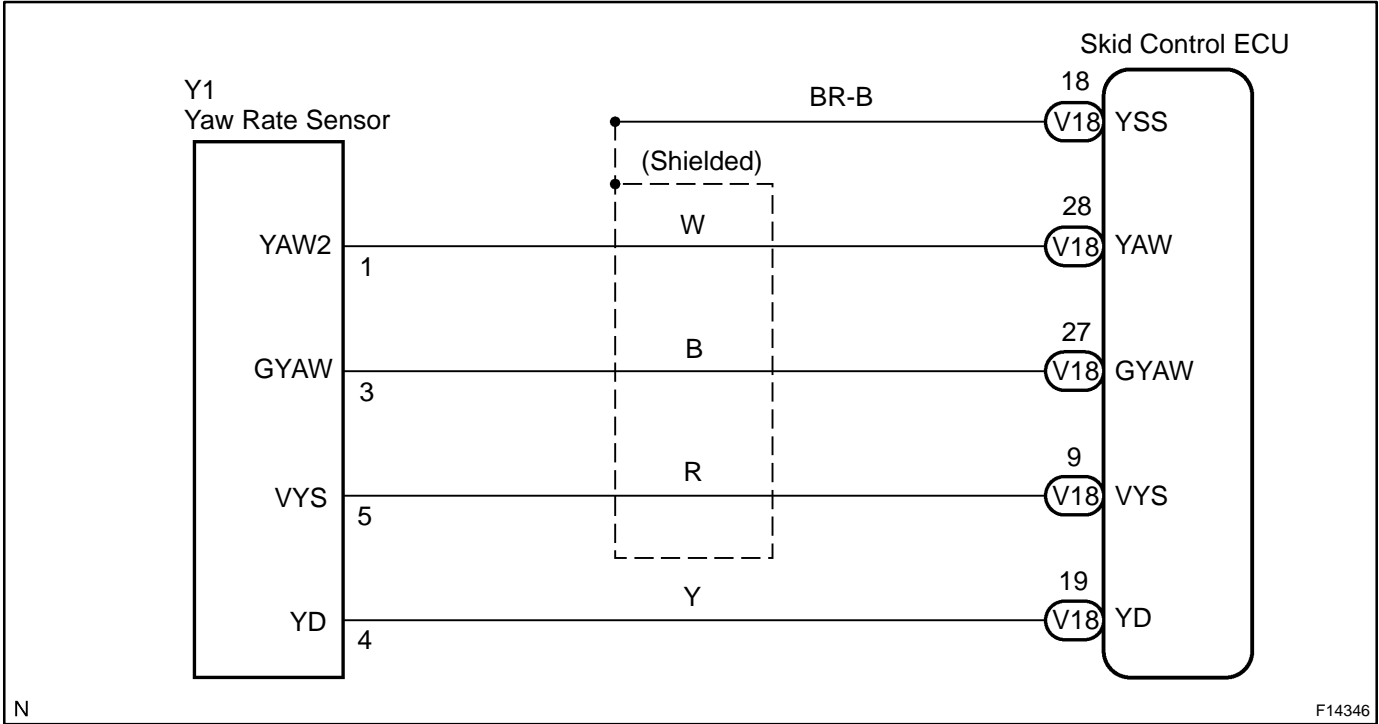 Skid Control ECU
Y1
Yaw Rate Sensor
BR-B
18
V18
YSS
(Shielded)
YAW2
1
W
28
V18
YAW
GYAW
3
B
27
V18
GYAW
VYS
5
R
9
V18
VYS
YD
4
Y
19
V18
YD
N
F14346